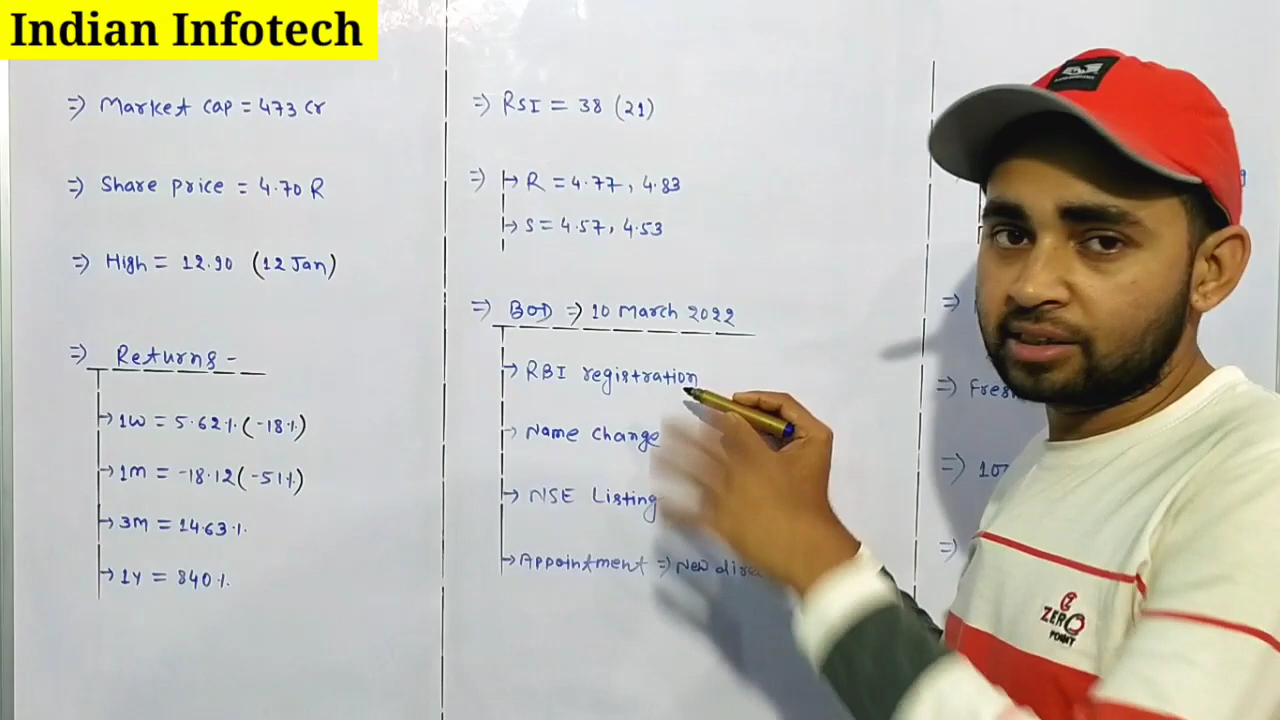 Indian Infotech
=> Market cap = 473 cr
=> Share price = 4.70 R
=> High = 12.90 (12 Jan)
=> Returns -
→ 1W = 5.62% (-18%)
→ 1M = -18.12 (-51%)
→ 3M = 14.63%
→ 1Y = 840%
=> RSI = 38 (21)
=> → R = 4.77, 4.83
→ S = 4.57, 4.53
=> BOD => 10 March 2022
→ RBI registration
→ Name change
→ NSE Listing
→ Appointment => New
=>
=> Fres
=> 10
=>
ZERO
POINT